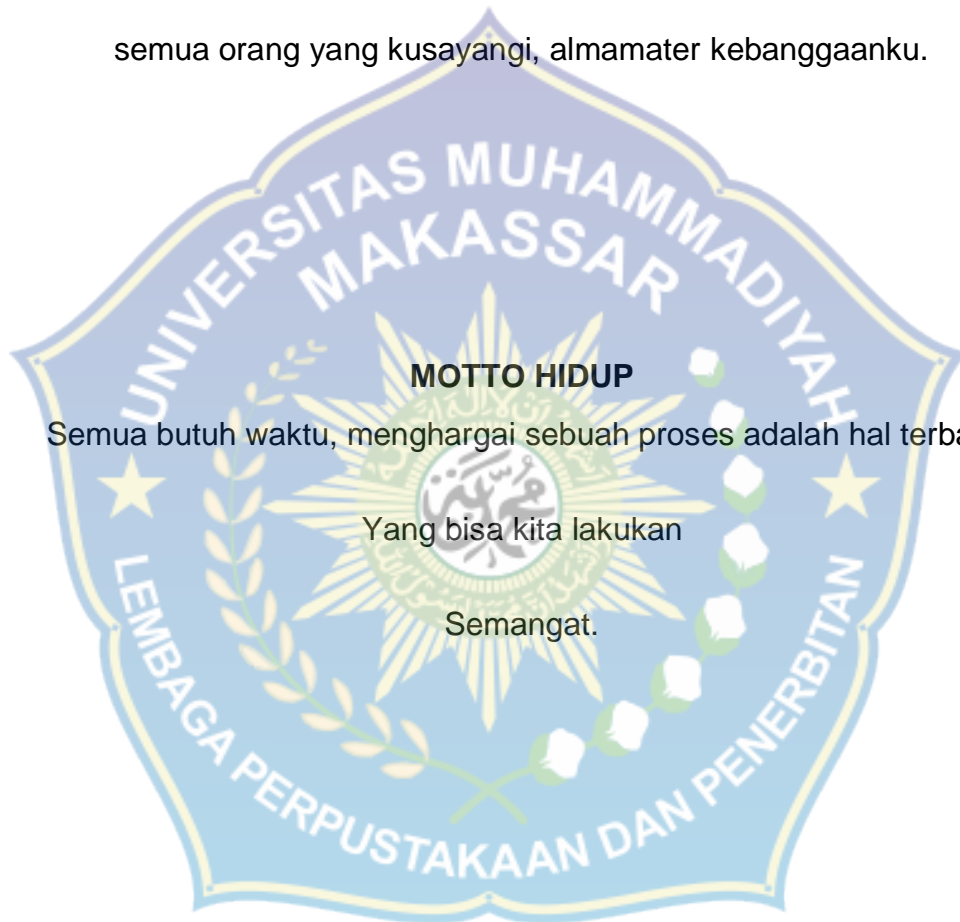 semua orang yang kusayangi, almamater kebanggaanku.
UNIVERSITAS MUHAMMADIYAH
MAKASSAR
MOTTO HIDUP
Semua butuh waktu, menghargai sebuah proses adalah hal
Yang bisa kita lakukan
Semangat.
LEMBAGA PERPUSTAKAAN DAN PENERBITAN